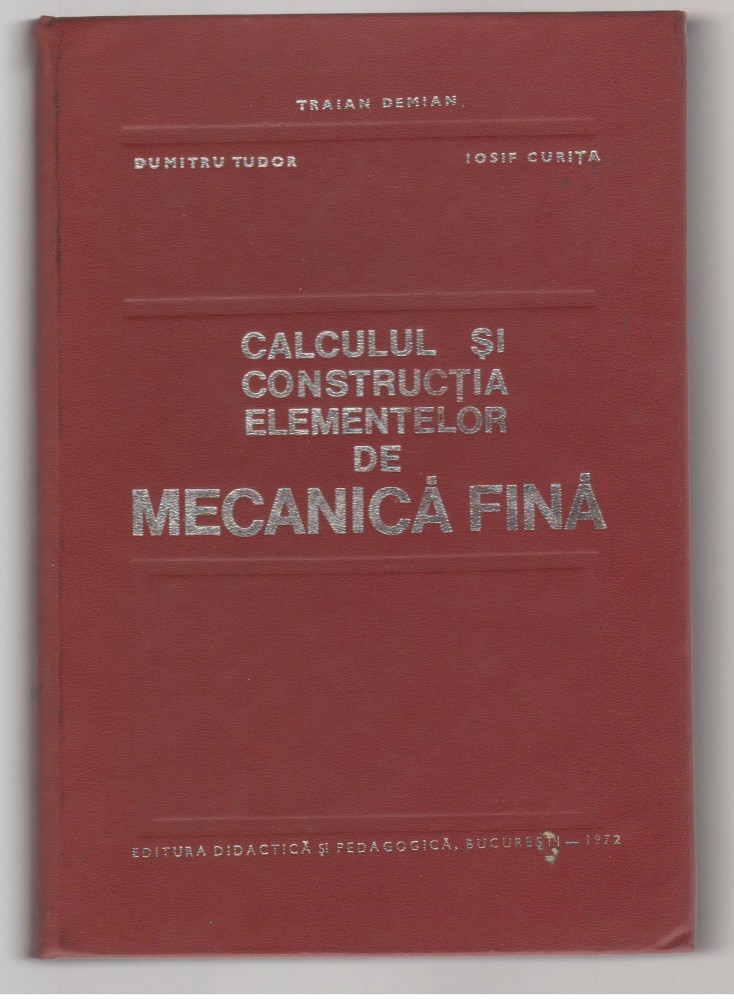 TRAIAN DEMIAN
DUMITRU TUDOR IOSIF CURIȚA
CALCULUL ȘI
CONSTRUCȚIA
ELEMENTELOR
DE
MECANICĂ FINĂ
EDITURA DIDACTICĂ ȘI PEDAGOGICĂ, BUCUREȘTI — 1972